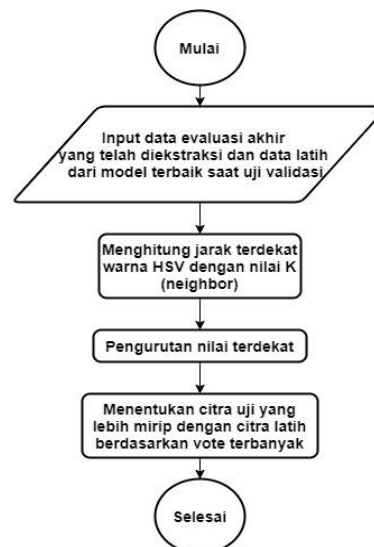 Mulai
Input data evaluasi akhir
yang telah diekstraksi dan data latih
dari model terbaik saat uji validasi
Menghitung jarak terdekat
warna HSV dengan nilai K
(neighbor)
Pengurutan nilai terdekat
Menentukan citra uji yang
lebih mirip dengan citra latih
berdasarkan vote terbanyak
Selesai